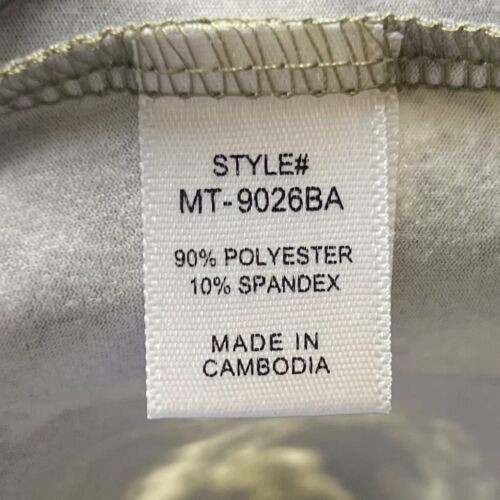 STYLE#
MT-9026BA
90% POLYESTER
10% SPANDEX
MADE IN
CAMBODIA